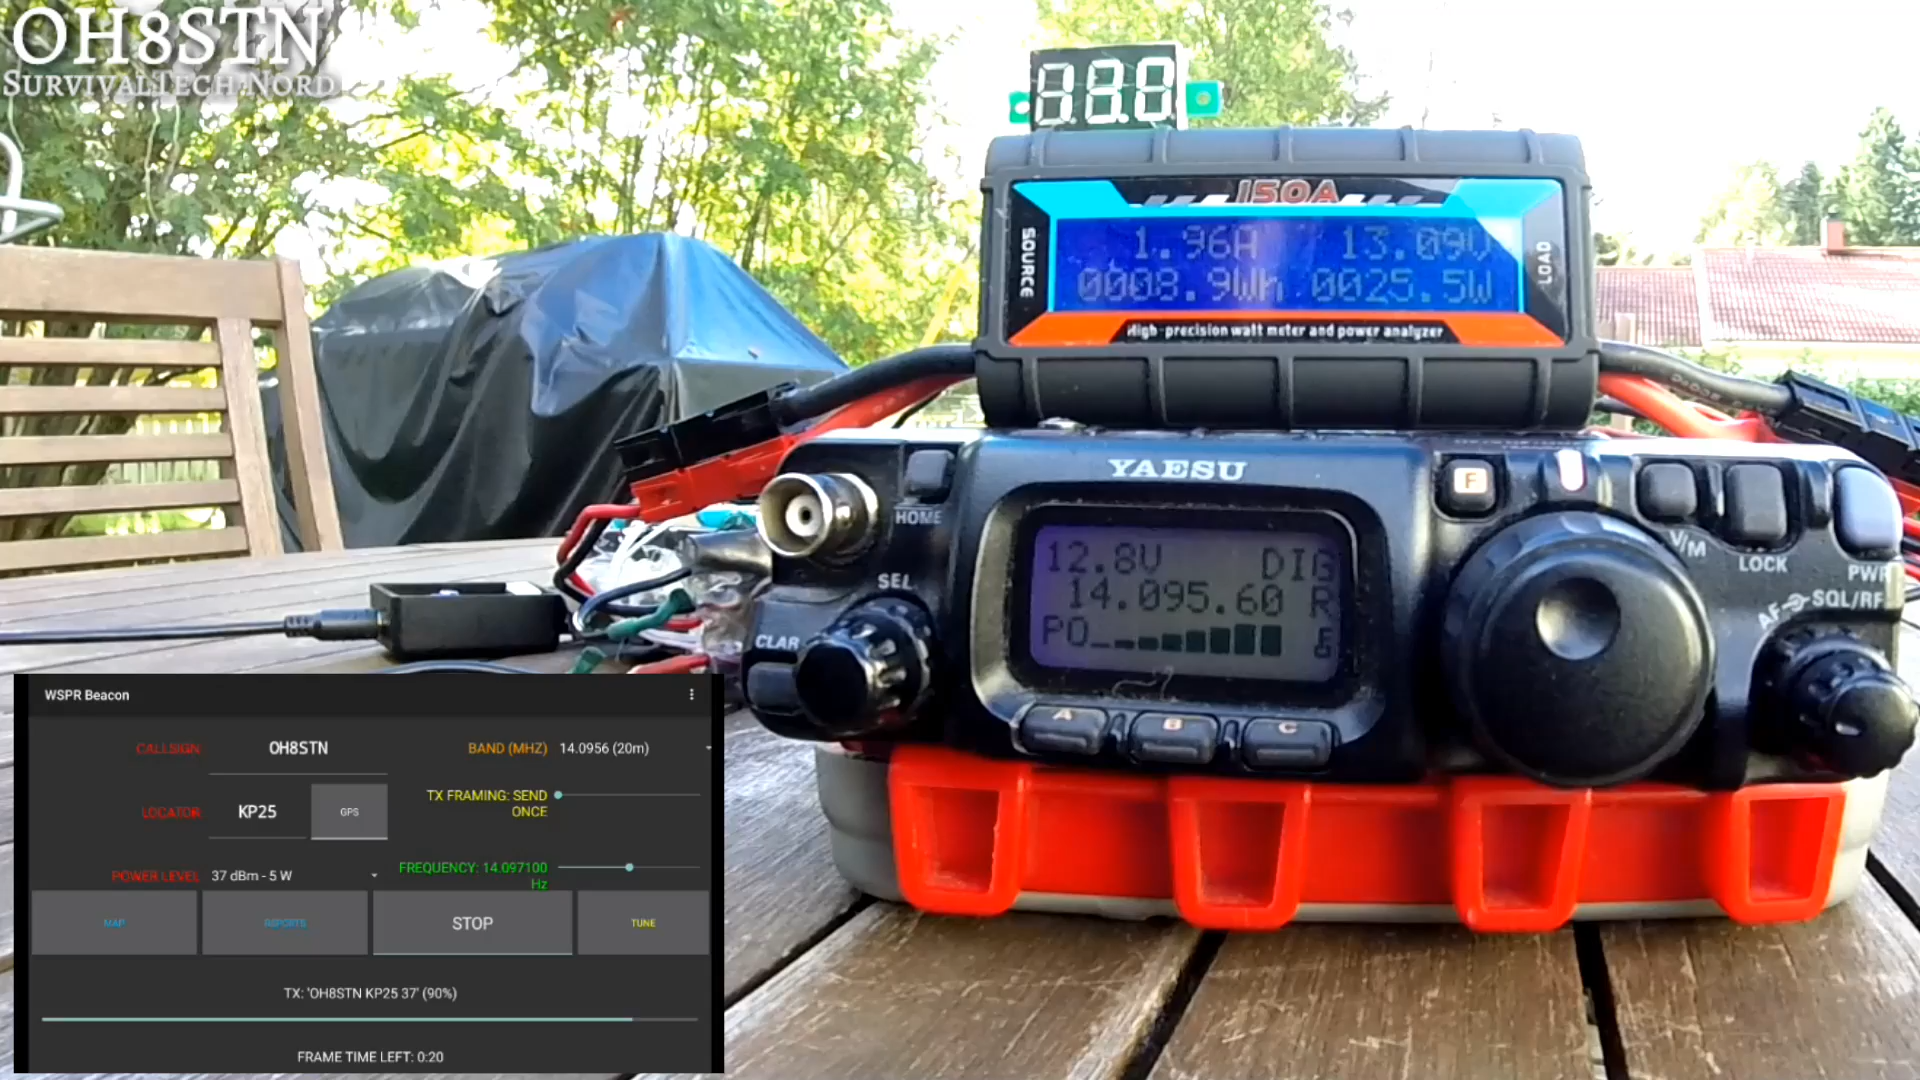 OH8STN
SurvivalTech Nord
150A
SOURCE
1.96A 13.09V
0008.9Wh 0025.5W
LOAD
High-precision watt meter and power analyzer
YAESU
F
HOME
V/M
LOCK
PWR
SEL
AF SQL/RF
CLAR
12.8V DIG
14.095.60 R
PO
A B C
WSPR Beacon
CALLSIGN OH8STN BAND (MHZ) 14.0956 (20m)
TX FRAMING: SEND
ONCE
LOCATOR KP25 GPS
POWER LEVEL 37 dBm - 5 W
FREQUENCY: 14.097100
Hz
MAP REPORTS STOP TUNE
TX: 'OH8STN KP25 37' (90%)
FRAME TIME LEFT: 0:20